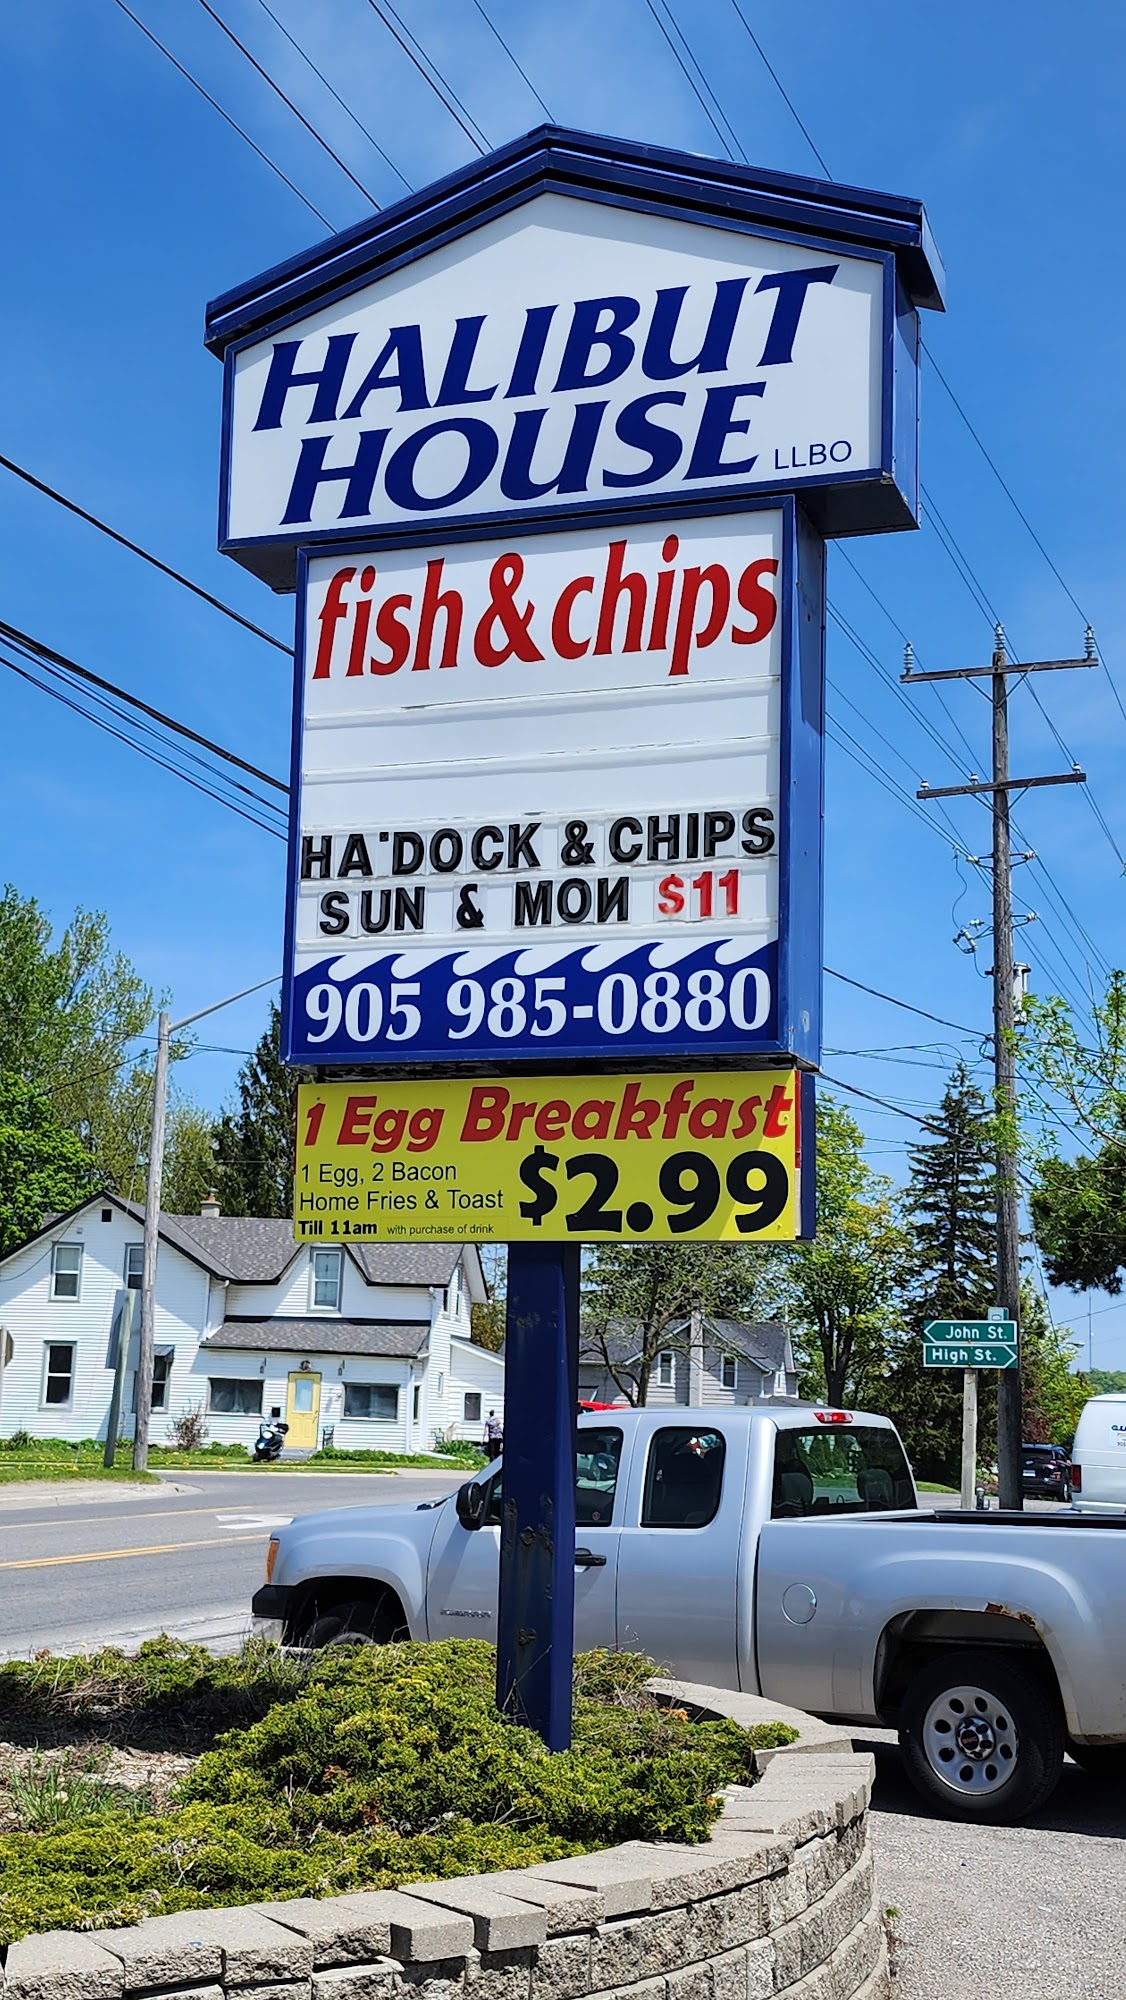 HALIBUT
HOUSE
LLBO
fish & chips
HA'DOCK & CHIPS
SUN & MON $11
905 985-0880
1 Egg Breakfast
1 Egg, 2 Bacon
Home Fries & Toast
$2.99
Till 11am with purchase of drink
John St.
High St.